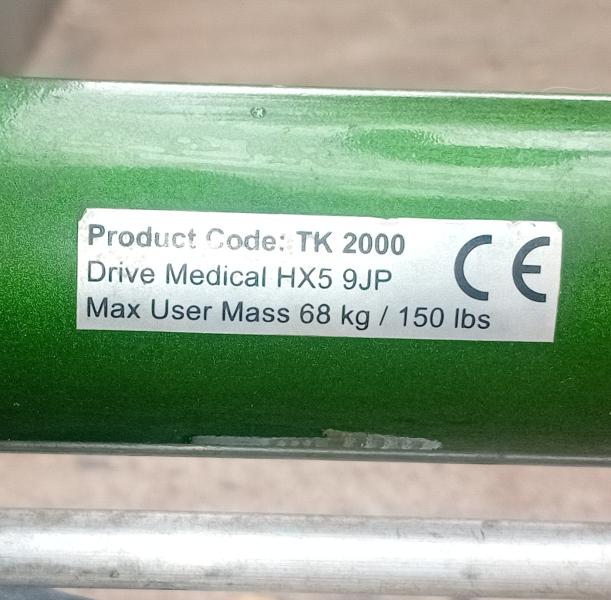 Product Code: TK 2000
Drive Medical HX5 9JP
Max User Mass 68 kg / 150 lbs
CE